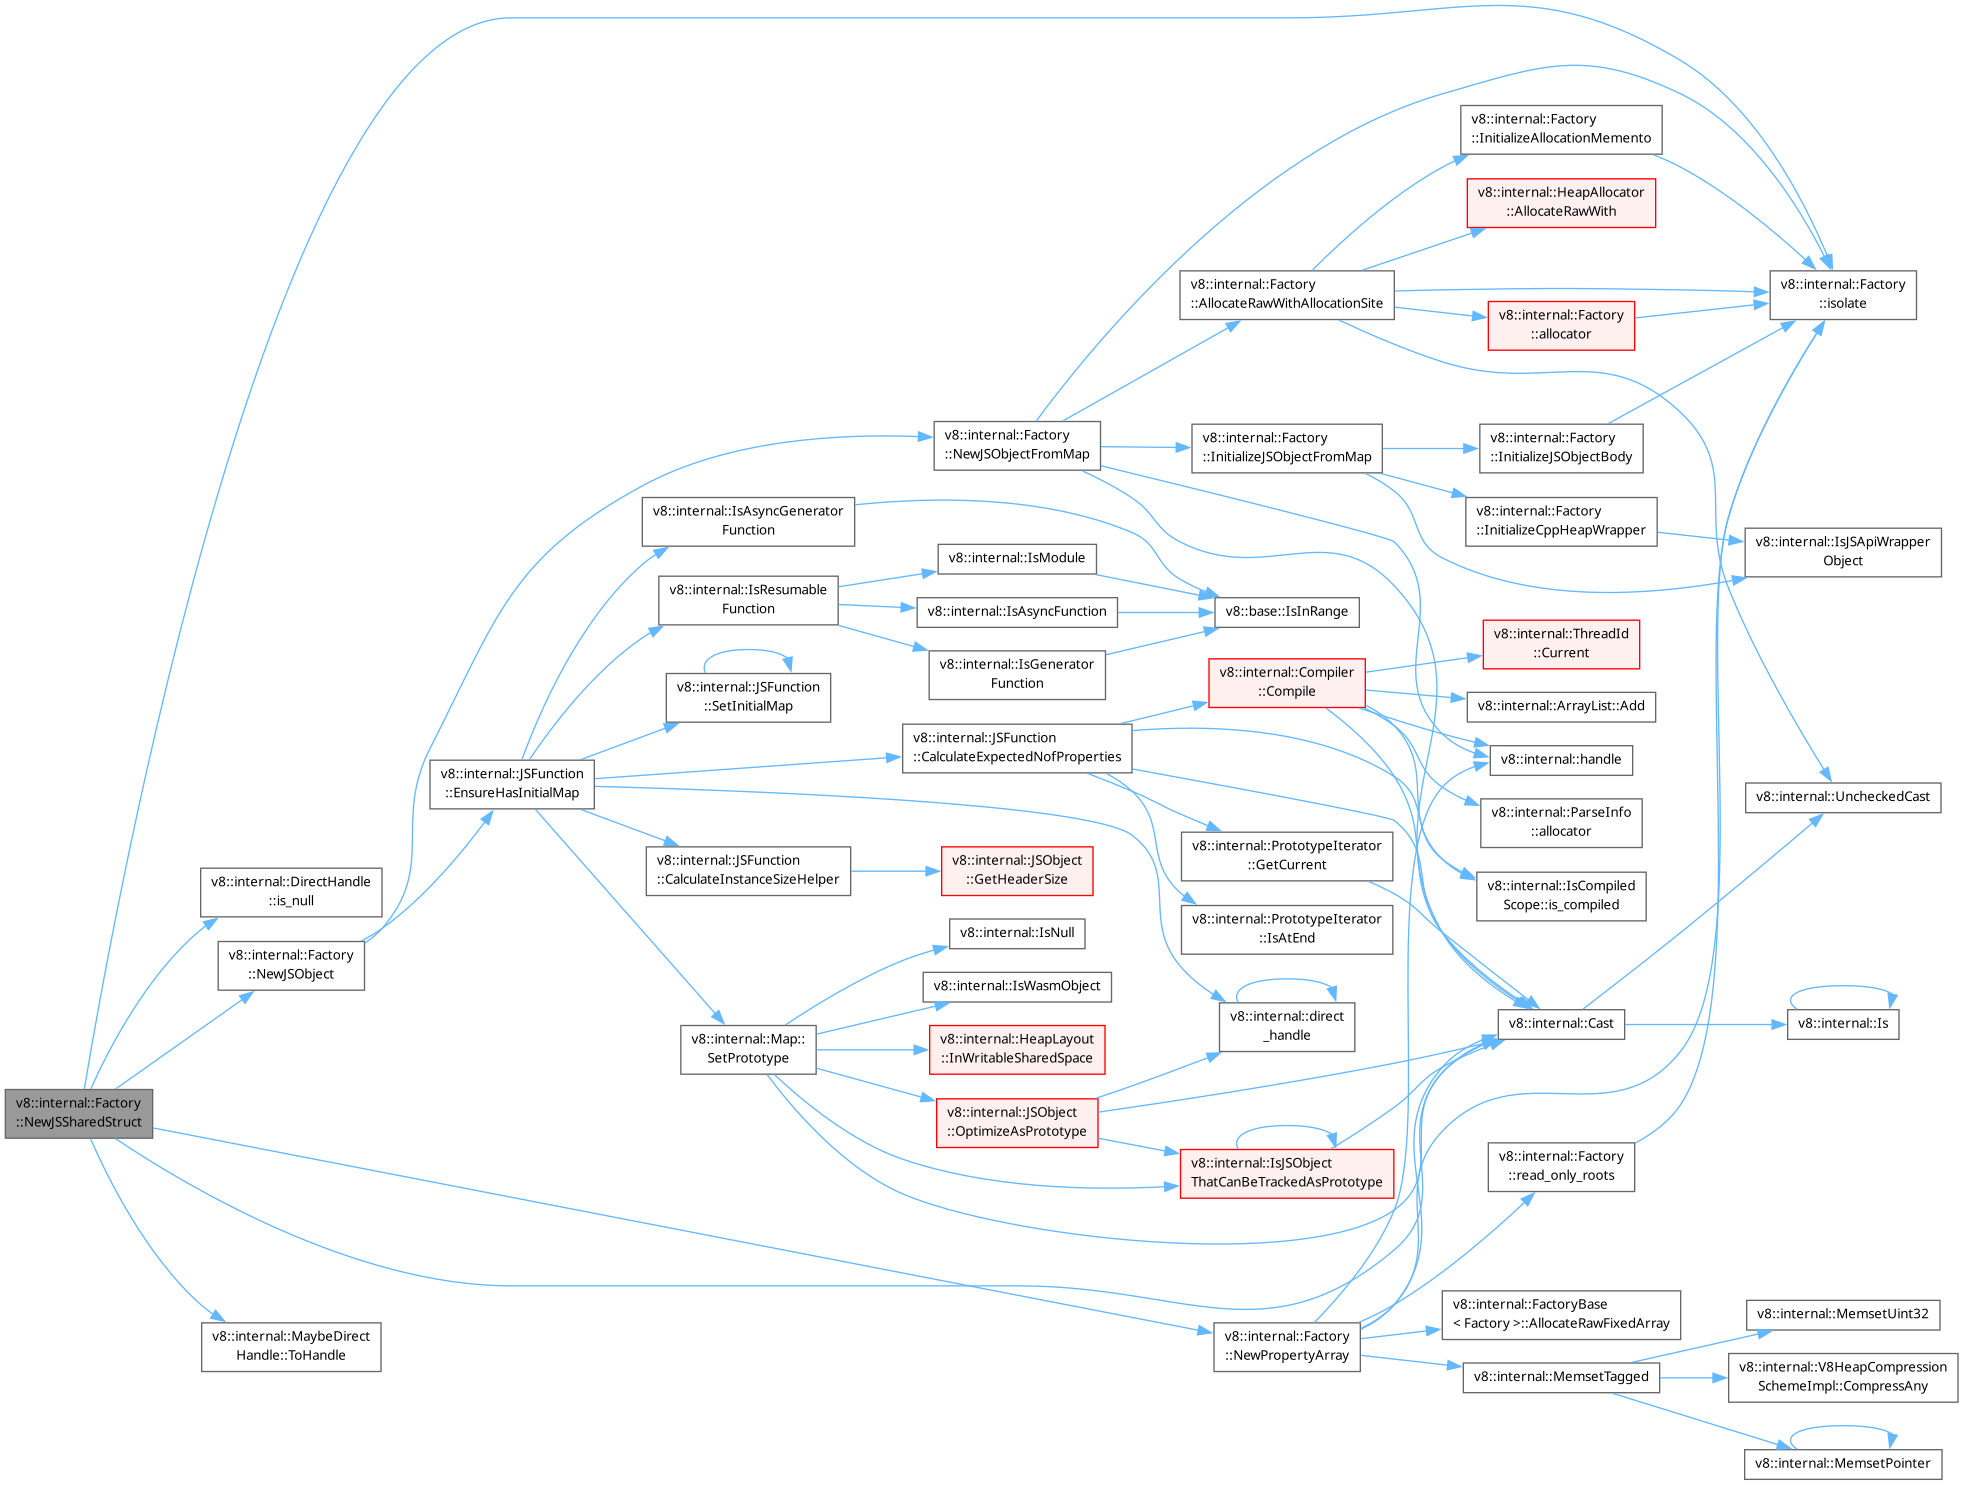 v8::internal::Factory
::InitializeAllocationMemento
v8::internal::HeapAllocator
::AllocateRawWith
v8::internal::Factory
::AllocateRawWithAllocationSite
v8::internal::Factory
::isolate
v8::internal::Factory
::allocator
v8::internal::Factory
::NewJSObjectFromMap
v8::internal::Factory
::InitializeJSObjectFromMap
v8::internal::Factory
::InitializeJSObjectBody
v8::internal::IsAsyncGenerator
Function
v8::internal::Factory
::InitializeCppHeapWrapper
v8::internal::IsJSApiWrapper
Object
v8::internal::IsModule
v8::internal::IsResumable
Function
v8::internal::IsAsyncFunction
v8::base::IsInRange
v8::internal::ThreadId
::Current
v8::internal::IsGenerator
Function
v8::internal::Compiler
::Compile
v8::internal::JSFunction
::SetInitialMap
v8::internal::ArrayList::Add
v8::internal::JSFunction
::CalculateExpectedNofProperties
v8::internal::handle
v8::internal::JSFunction
::EnsureHasInitialMap
v8::internal::UncheckedCast
v8::internal::ParseInfo
::allocator
v8::internal::PrototypeIterator
::GetCurrent
v8::internal::JSFunction
::CalculateInstanceSizeHelper
v8::internal::JSObject
::GetHeaderSize
v8::internal::DirectHandle
::is_null
v8::internal::IsCompiled
Scope::is_compiled
v8::internal::PrototypeIterator
::IsAtEnd
v8::internal::IsNull
v8::internal::Factory
::NewJSObject
v8::internal::IsWasmObject
v8::internal::direct
_handle
v8::internal::Cast
v8::internal::Is
v8::internal::Map::
SetPrototype
v8::internal::HeapLayout
::InWritableSharedSpace
v8::internal::Factory
::NewJSSharedStruct
v8::internal::JSObject
::OptimizeAsPrototype
v8::internal::IsJSObject
ThatCanBeTrackedAsPrototype
v8::internal::Factory
::read_only_roots
v8::internal::MaybeDirect
Handle::ToHandle
v8::internal::Factory
::NewPropertyArray
v8::internal::FactoryBase
< Factory >::AllocateRawFixedArray
v8::internal::MemsetUint32
v8::internal::MemsetTagged
v8::internal::V8HeapCompression
SchemeImpl::CompressAny
v8::internal::MemsetPointer